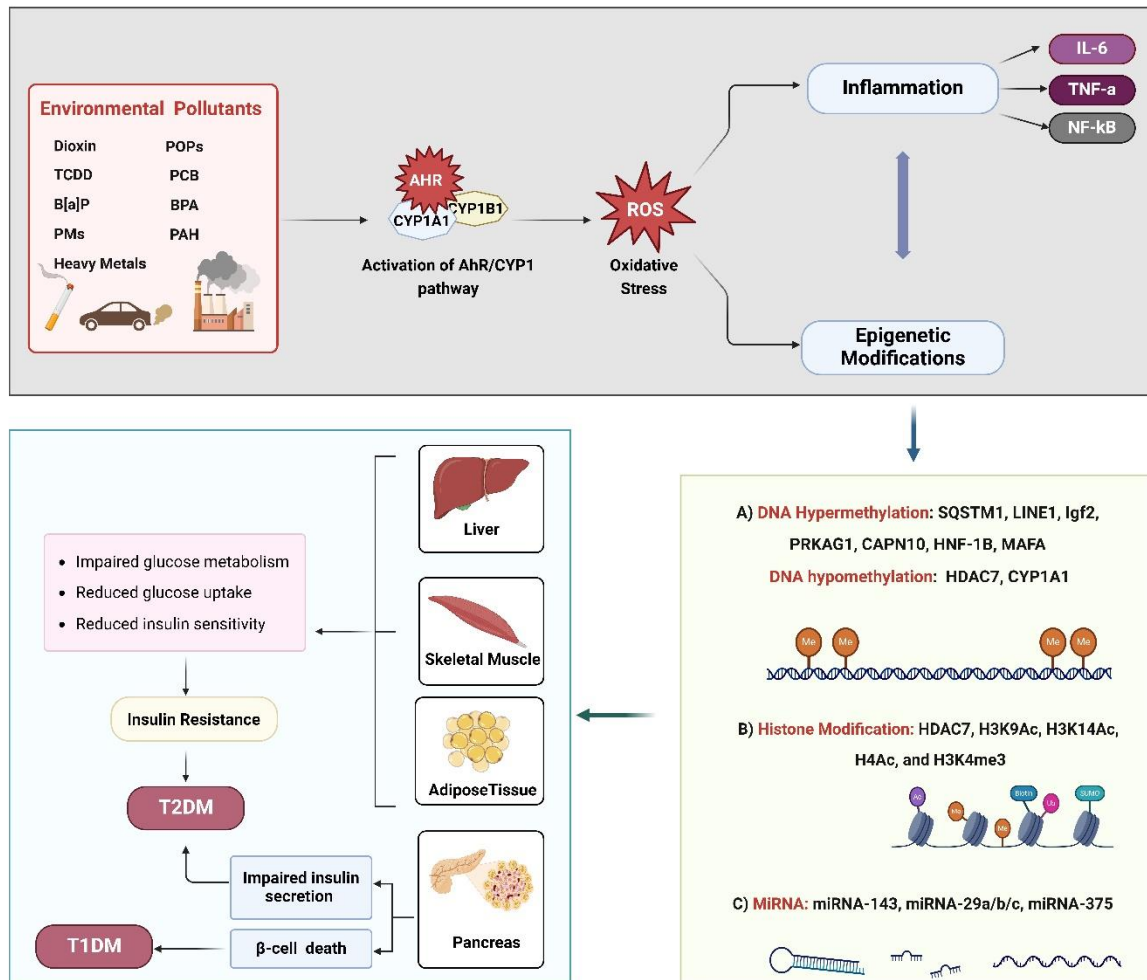 Environmental Pollutants
Dioxin
TCDD
B[a]P
PMs
Heavy Metals
POPs
PCB
BPA
PAH
AHR
CYP1A1
CYP1B1
Activation of AhR/CYP1
pathway
ROS
Oxidative
Stress
Inflammation
IL-6
TNF-a
NF-kB
Epigenetic
Modifications
A) DNA Hypermethylation: SQSTM1, LINE1, Igf2,
PRKAG1, CAPN10, HNF-1B, MAFA
DNA hypomethylation: HDAC7, CYP1A1
Me
Me
Me
Me
B) Histone Modification: HDAC7, H3K9Ac, H3K14Ac,
H4Ac, and H3K4me3
Ac
Me
Me
Biotin
Ub
SUMO
C) MiRNA: miRNA-143, miRNA-29a/b/c, miRNA-375
Liver
Skeletal Muscle
AdiposeTissue
Pancreas
• Impaired glucose metabolism
• Reduced glucose uptake
• Reduced insulin sensitivity
Insulin Resistance
T2DM
Impaired insulin
secretion
β-cell death
T1DM